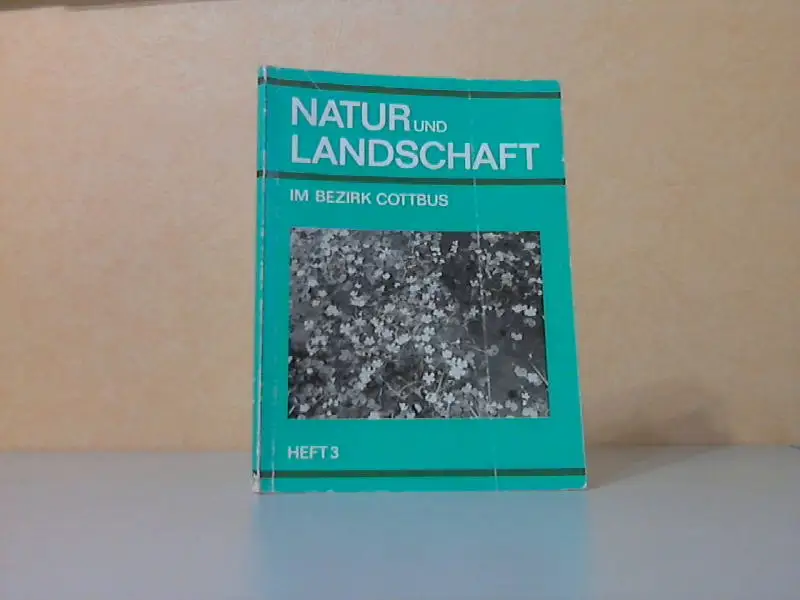 NATUR UND
LANDSCHAFT
IM BEZIRK COTTBUS
HEFT 3